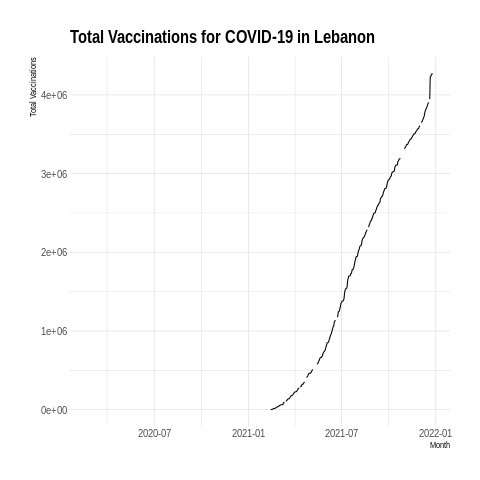 Total Vaccinations for COVID-19 in Lebanon
Total Vaccinations
4e+06
3e+06
2e+06
1e+06
0e+00
2020-07 2021-01 2021-07 2022-01
Month